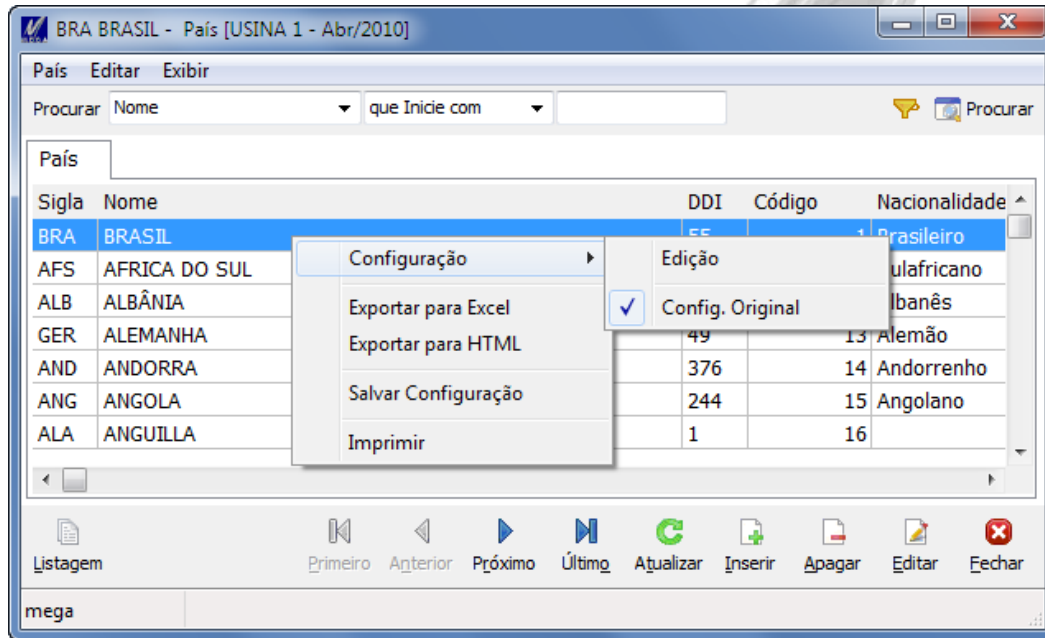 BRA BRASIL - País [USINA 1 - Abr/2010]
País Editar Exibir
Procurar Nome que Inicie com Procurar
País
Sigla Nome DDI Código Nacionalidade
BRA BRASIL 55 1 Brasileiro
AFS AFRICA DO SUL
ALB ALBÂNIA
GER ALEMANHA 49 13 Alemão
AND ANDORRA 376 14 Andorrenho
ANG ANGOLA 244 15 Angolano
ALA ANGUILLA 1 16
Configuração
Exportar para Excel
Exportar para HTML
Salvar Configuração
Imprimir
Edição
Config. Original
Listagem Primeiro Anterior Próximo Último Atualizar Inserir Apagar Editar Fechar
mega